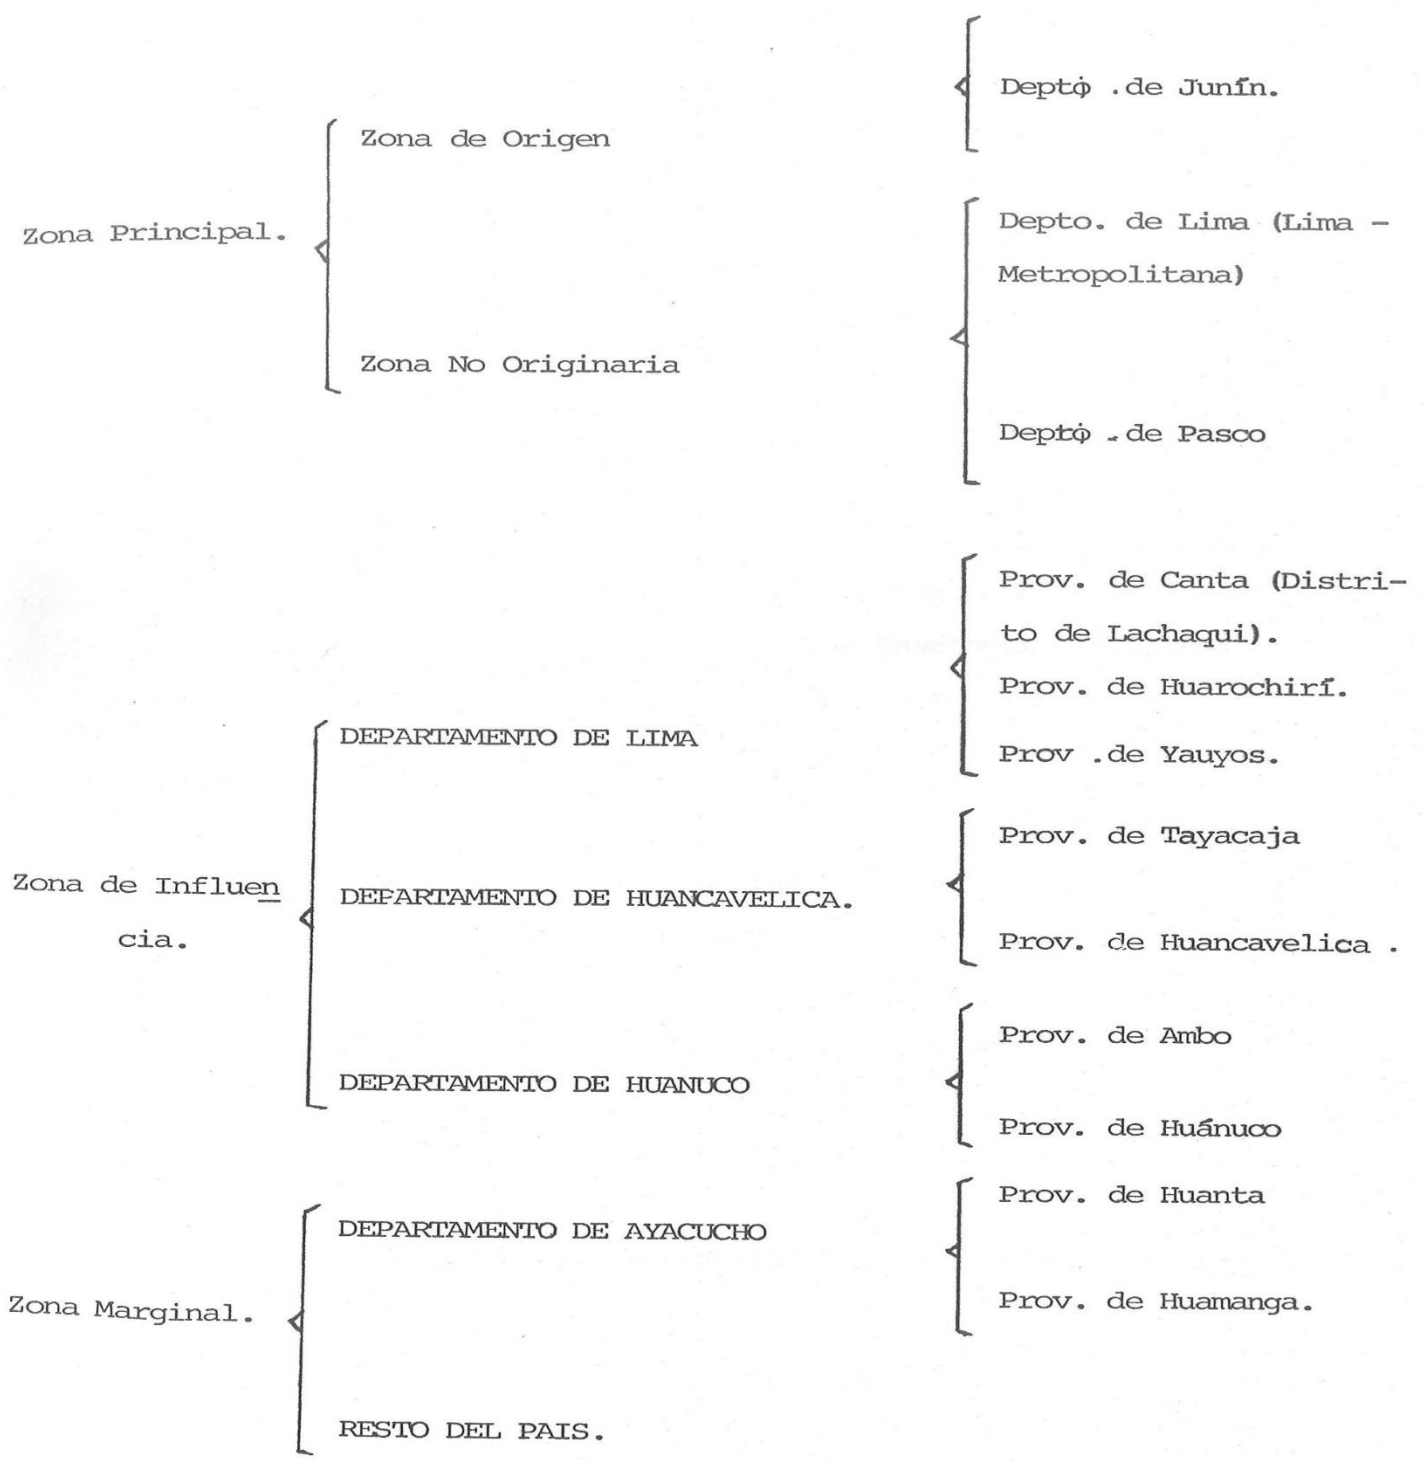 Zona Principal.
Zona de Origen
Depto .de Junín.
Zona No Originaria
Depto. de Lima (Lima -
Metropolitana)
Depto .de Pasco
Zona de Influen
cia.
DEPARTAMENTO DE LIMA
Prov. de Canta (Distri-
to de Lachaqui).
Prov. de Huarochirí.
Prov .de Yauyos.
DEPARTAMENTO DE HUANCAVELICA.
Prov. de Tayacaja
Prov. de Huancavelica .
DEPARTAMENTO DE HUANUCO
Prov. de Ambo
Prov. de Huánuco
Zona Marginal.
DEPARTAMENTO DE AYACUCHO
Prov. de Huanta
Prov. de Huamanga.
RESTO DEL PAIS.